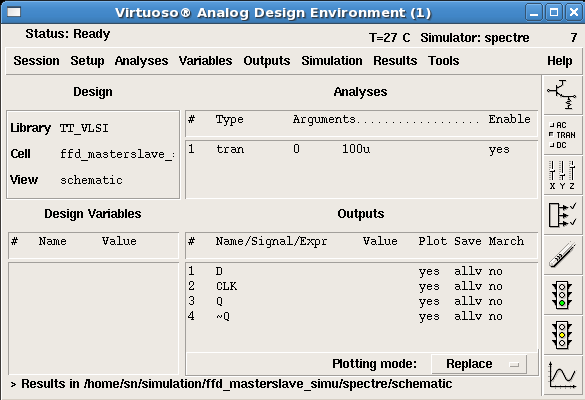 Virtuoso® Analog Design Environment (1)
Status: Ready
T=27 C Simulator: spectre 7
Session Setup Analyses Variables Outputs Simulation Results Tools Help
Design
Library TT_VLSI
Cell ffd_masterslave_
View schematic
Analyses
# Type Arguments................... Enable
1 tran 0 100u yes
Design Variables
# Name Value
Outputs
# Name/Signal/Expr Value Plot Save March
1 D yes allv no
2 CLK yes allv no
3 Q yes allv no
4 ~Q yes allv no
Plotting mode: Replace
> Results in /home/sn/simulation/ffd_masterslave_simu/spectre/schematic
AC
TRAN
DC
X Y Z